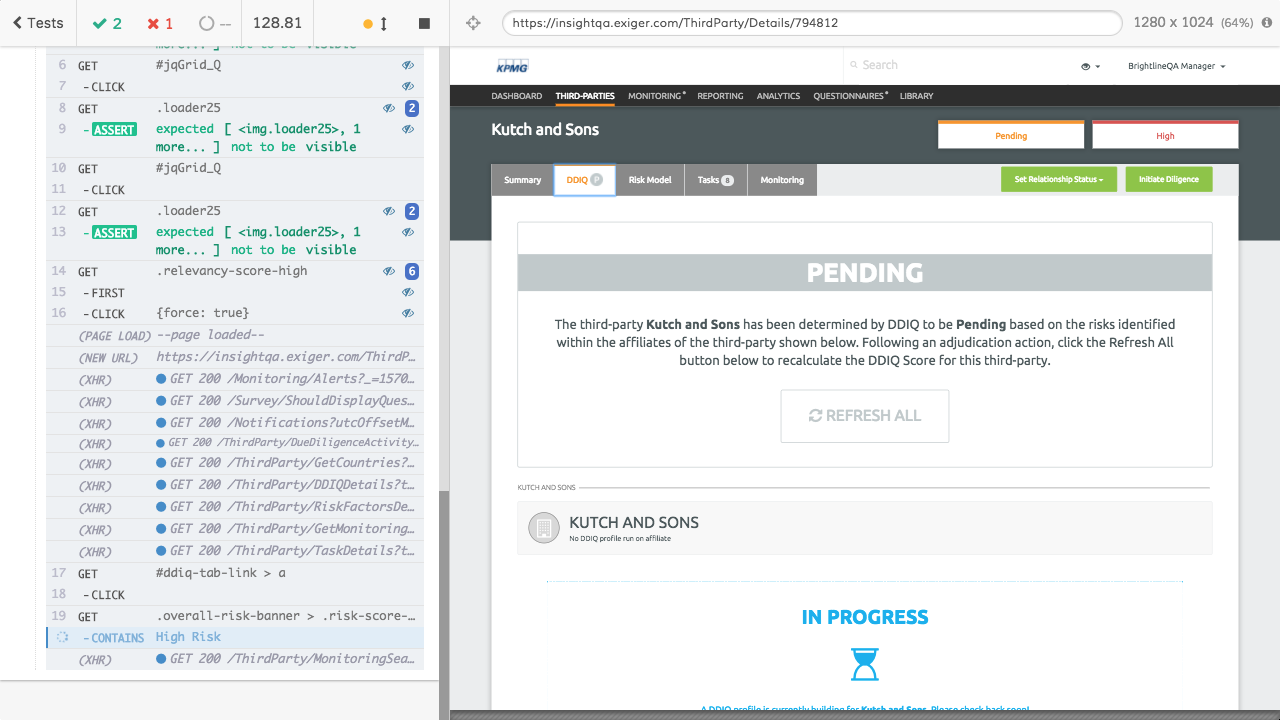 Tests
2
1
--
128.81
https://insightqa.exiger.com/ThirdParty/Details/794812
1280 x 1024 (64%)
more... ] not to be visible
6 GET #jqGrid_Q
7 -CLICK
8 GET .loader25 2
9 -ASSERT expected [ <img.loader25>, 1
more... ] not to be visible
10 GET #jqGrid_Q
11 -CLICK
12 GET .loader25 2
13 -ASSERT expected [ <img.loader25>, 1
more... ] not to be visible
14 GET .relevancy-score-high 6
15 -FIRST
16 -CLICK {force: true}
(PAGE LOAD) --page loaded--
(NEW URL) https://insightqa.exiger.com/ThirdP...
(XHR) GET 200 /Monitoring/Alerts?_=1570...
(XHR) GET 200 /Survey/ShouldDisplayQues...
(XHR) GET 200 /Notifications?utcOffsetM...
(XHR) GET 200 /ThirdParty/DueDiligenceActivity...
(XHR) GET 200 /ThirdParty/GetCountries?...
(XHR) GET 200 /ThirdParty/DDIQDetails?t...
(XHR) GET 200 /ThirdParty/RiskFactorsDe...
(XHR) GET 200 /ThirdParty/GetMonitoring...
(XHR) GET 200 /ThirdParty/TaskDetails?t...
17 GET #ddiq-tab-link > a
18 -CLICK
19 GET .overall-risk-banner > .risk-score-...
-CONTAINS High Risk
(XHR) GET 200 /ThirdParty/MonitoringSea...
KPMG
Search
BrightlineQA Manager
DASHBOARD THIRD-PARTIES MONITORING REPORTING ANALYTICS QUESTIONNAIRES LIBRARY
Kutch and Sons
Pending
High
Summary DDIQ P Risk Model Tasks 8 Monitoring
Set Relationship Status
Initiate Diligence
PENDING
The third-party Kutch and Sons has been determined by DDIQ to be Pending based on the risks identified
within the affiliates of the third-party shown below. Following an adjudication action, click the Refresh All
button below to recalculate the DDIQ Score for this third-party.
REFRESH ALL
KUTCH AND SONS
KUTCH AND SONS
No DDIQ profile run on affiliate
IN PROGRESS
A DDIQ profile is currently building for Kutch and Sons. Please check back soon!